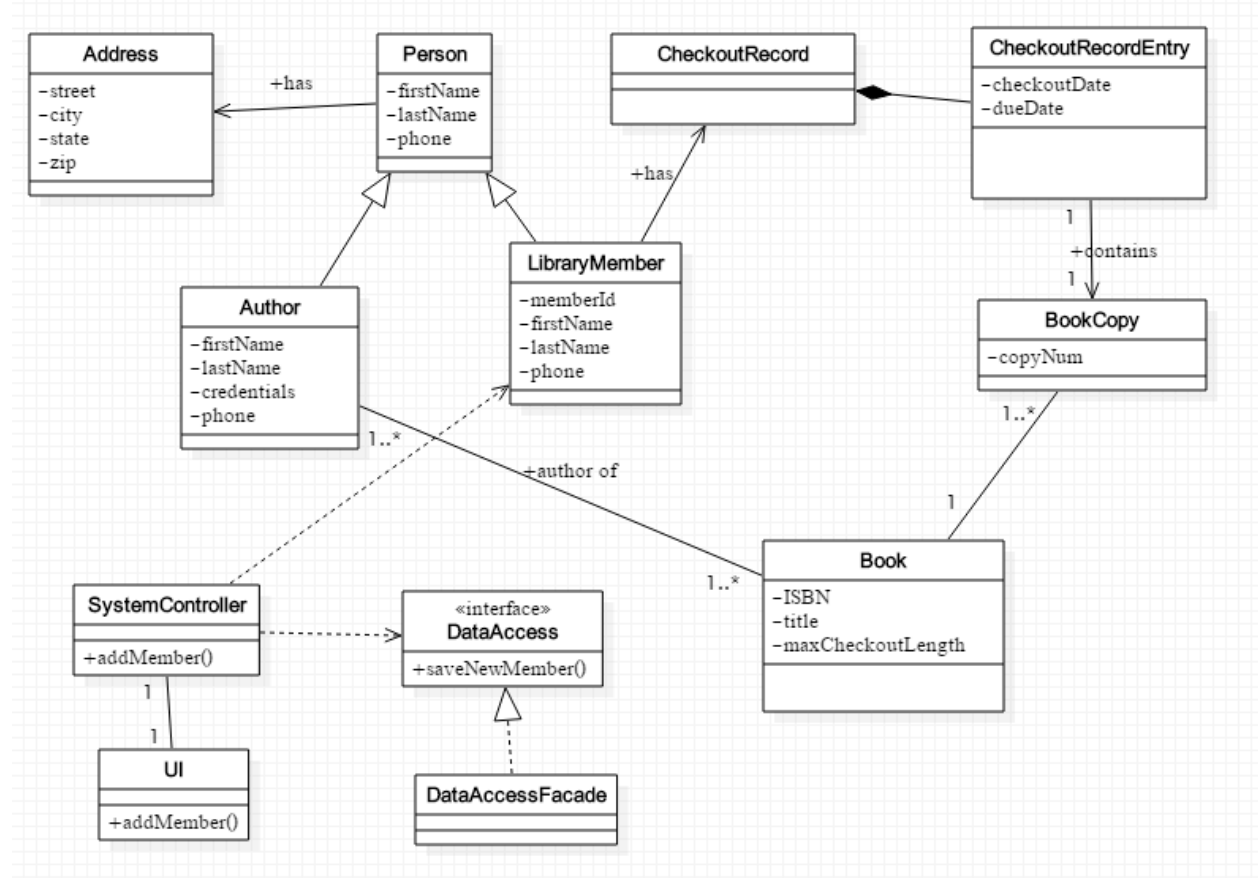 Address
-street
-city
-state
-zip
+has
Person
-firstName
-lastName
-phone
CheckoutRecord
CheckoutRecordEntry
-checkoutDate
-dueDate
+has
1
+contains
1
LibraryMember
-memberId
-firstName
-lastName
-phone
Author
-firstName
-lastName
-credentials
-phone
BookCopy
-copyNum
1..*
1..*
+author of
1
1..*
Book
-ISBN
-title
-maxCheckoutLength
SystemController
+addMember()
«interface»
DataAccess
+saveNewMember()
1
1
UI
+addMember()
DataAccessFacade